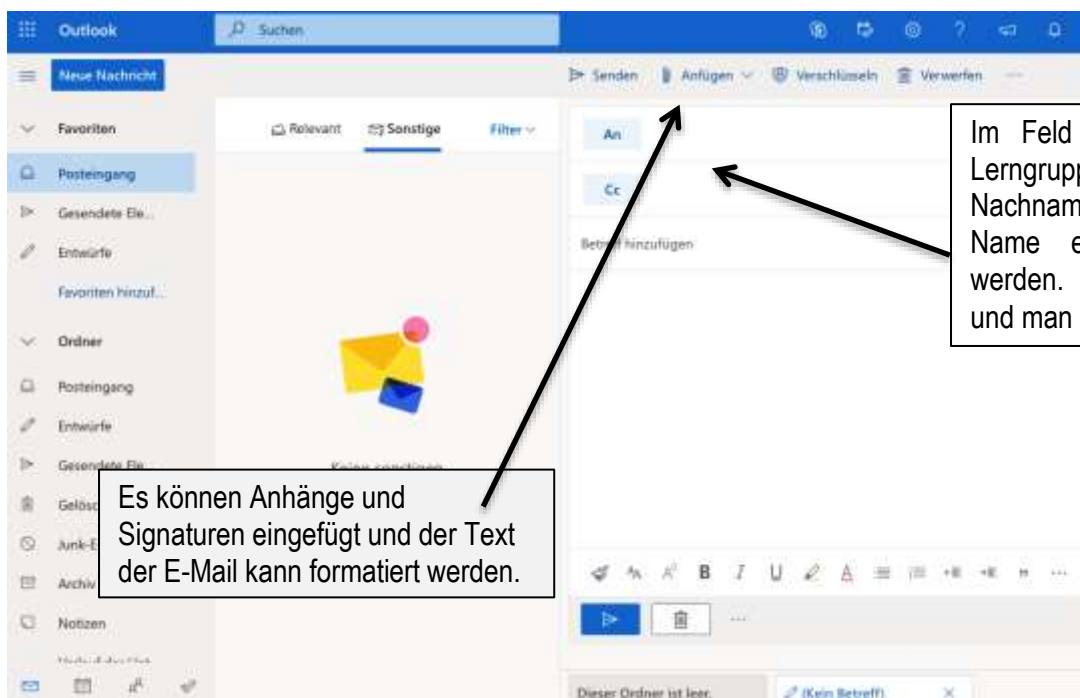 Outlook
Suchen
Neue Nachricht
Senden
Anfügen
Verschlüsseln
Verwerfen
Favoriten
Relevant
Sonstige
Filter
An
Im Feld
Lerngrupp
Nachnam
Name e
werden.
und man
Posteingang
Cc
Gesendete Ele...
Betreff hinzufügen
Entwürfe
Favoriten hinzuf...
Ordner
Posteingang
Entwürfe
Gesendete Ele
Keine sonstigen
Es können Anhänge und
Signaturen eingefügt und der Text
der E-Mail kann formatiert werden.
Gelösc
Junk-E
Archiv
B I U A
Notizen
Dieser Ordner ist leer.
(Kein Betreff)